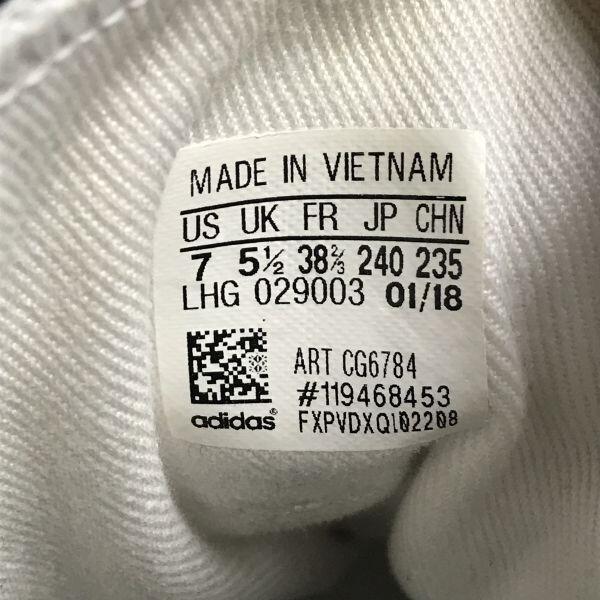 MADE IN VIETNAM
US UK FR JP CHN
7 5½ 38⅔ 240 235
LHG 029003 01/18
ART CG6784
#119468453
adidas® FXPVDXQ102208